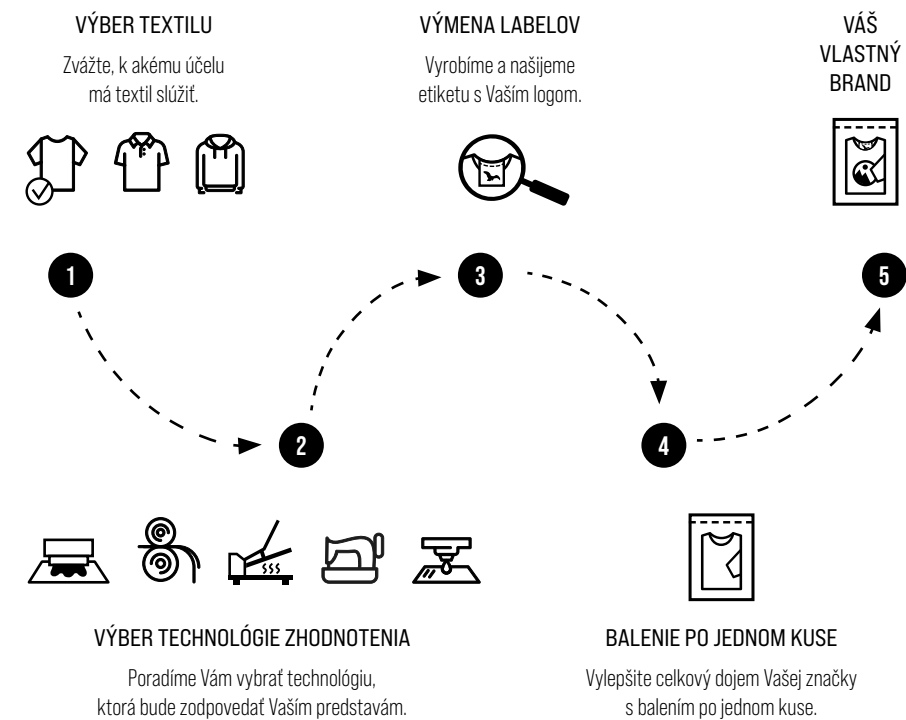 VÝBER TEXTILU
Zvážte, k akému účelu
má textil slúžiť.
1
VÝBER TECHNOLÓGIE ZHODNOTENIA
Poradíme Vám vybrať technológiu,
ktorá bude zodpovedať Vaším predstavám.
2
VÝMENA LABELOV
Vyrobíme a našijeme
etiketu s Vaším logom.
3
BALENIE PO JEDNOM KUSE
Vylepšite celkový dojem Vašej značky
s balením po jednom kuse.
4
VÁŠ
VLASTNÝ
BRAND
5